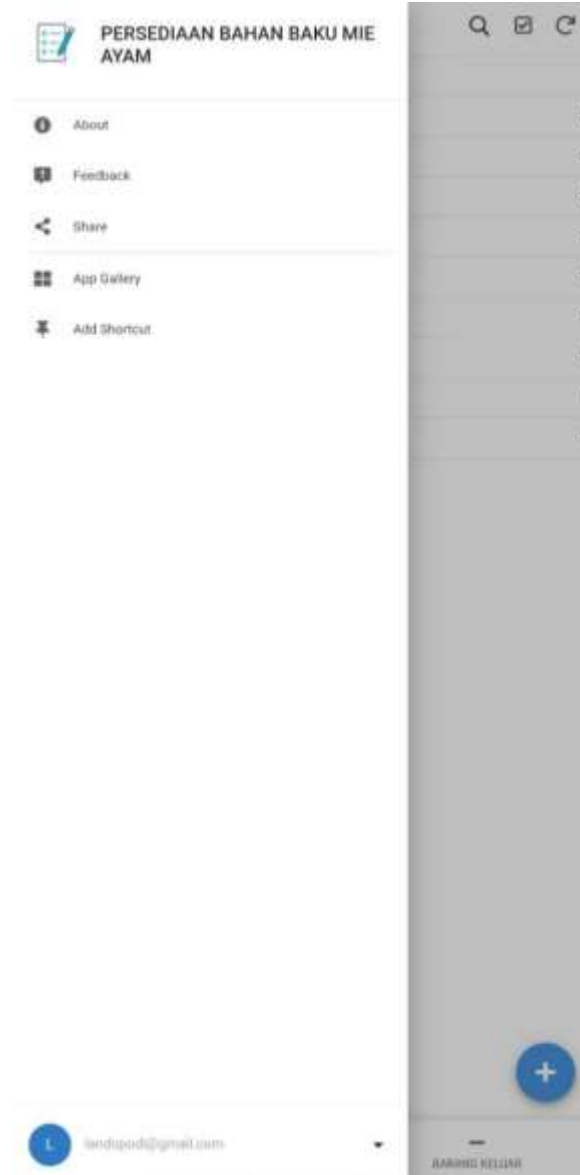 PERSEDIAAN BAHAN BAKU MIE
AYAM
About
Feedback
Share
App Gallery
Add Shortcut
L
BARANG KELUAR